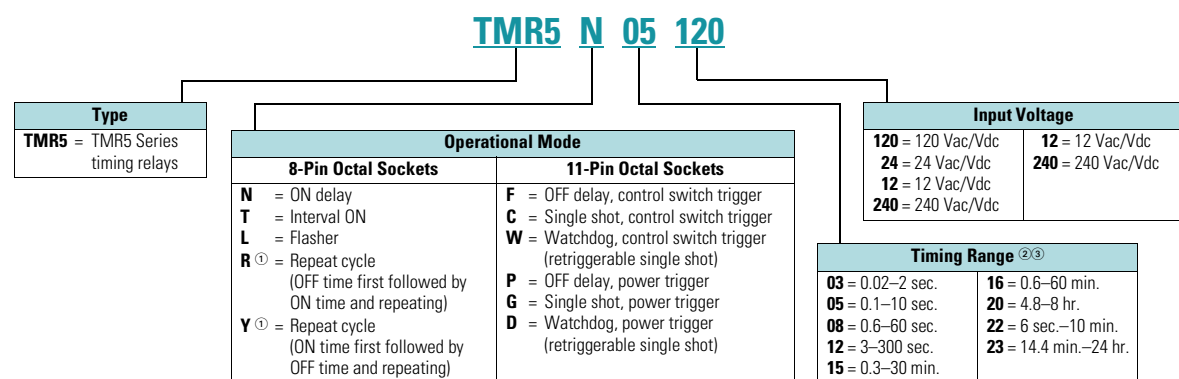 TMR5 N 05 120
Type
TMR5 = TMR5 Series
timing relays
Operational Mode
8-Pin Octal Sockets
N = ON delay
T = Interval ON
L = Flasher
R ① = Repeat cycle
(OFF time first followed by
ON time and repeating)
Y ① = Repeat cycle
(ON time first followed by
OFF time and repeating)
11-Pin Octal Sockets
F = OFF delay, control switch trigger
C = Single shot, control switch trigger
W = Watchdog, control switch trigger
(retriggerable single shot)
P = OFF delay, power trigger
G = Single shot, power trigger
D = Watchdog, power trigger
(retriggerable single shot)
Input Voltage
120 = 120 Vac/Vdc
24 = 24 Vac/Vdc
12 = 12 Vac/Vdc
240 = 240 Vac/Vdc
12 = 12 Vac/Vdc
240 = 240 Vac/Vdc
Timing Range ②③
03 = 0.02–2 sec.
05 = 0.1–10 sec.
08 = 0.6–60 sec.
12 = 3–300 sec.
15 = 0.3–30 min.
16 = 0.6–60 min.
20 = 4.8–8 hr.
22 = 6 sec.–10 min.
23 = 14.4 min.–24 hr.